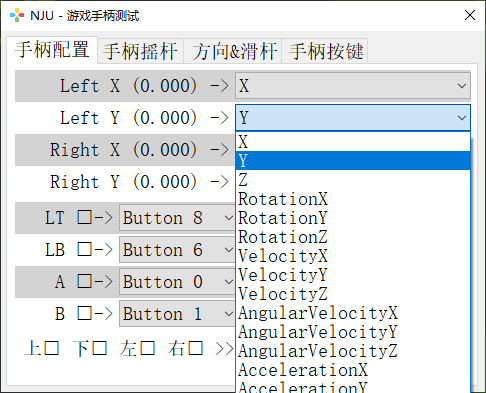 NJU - 游戏手柄测试
手柄配置 手柄摇杆 方向&滑杆 手柄按键
Left X (0.000) -> X
Left Y (0.000) -> Y
Right X (0.000) ->
Right Y (0.000) ->
LT □-> Button 8
LB □-> Button 6
A □-> Button 0
B □-> Button 1
上□ 下□ 左□ 右□ >>
X
Y
Z
RotationX
RotationY
RotationZ
VelocityX
VelocityY
VelocityZ
AngularVelocityX
AngularVelocityY
AngularVelocityZ
AccelerationX
AccelerationY